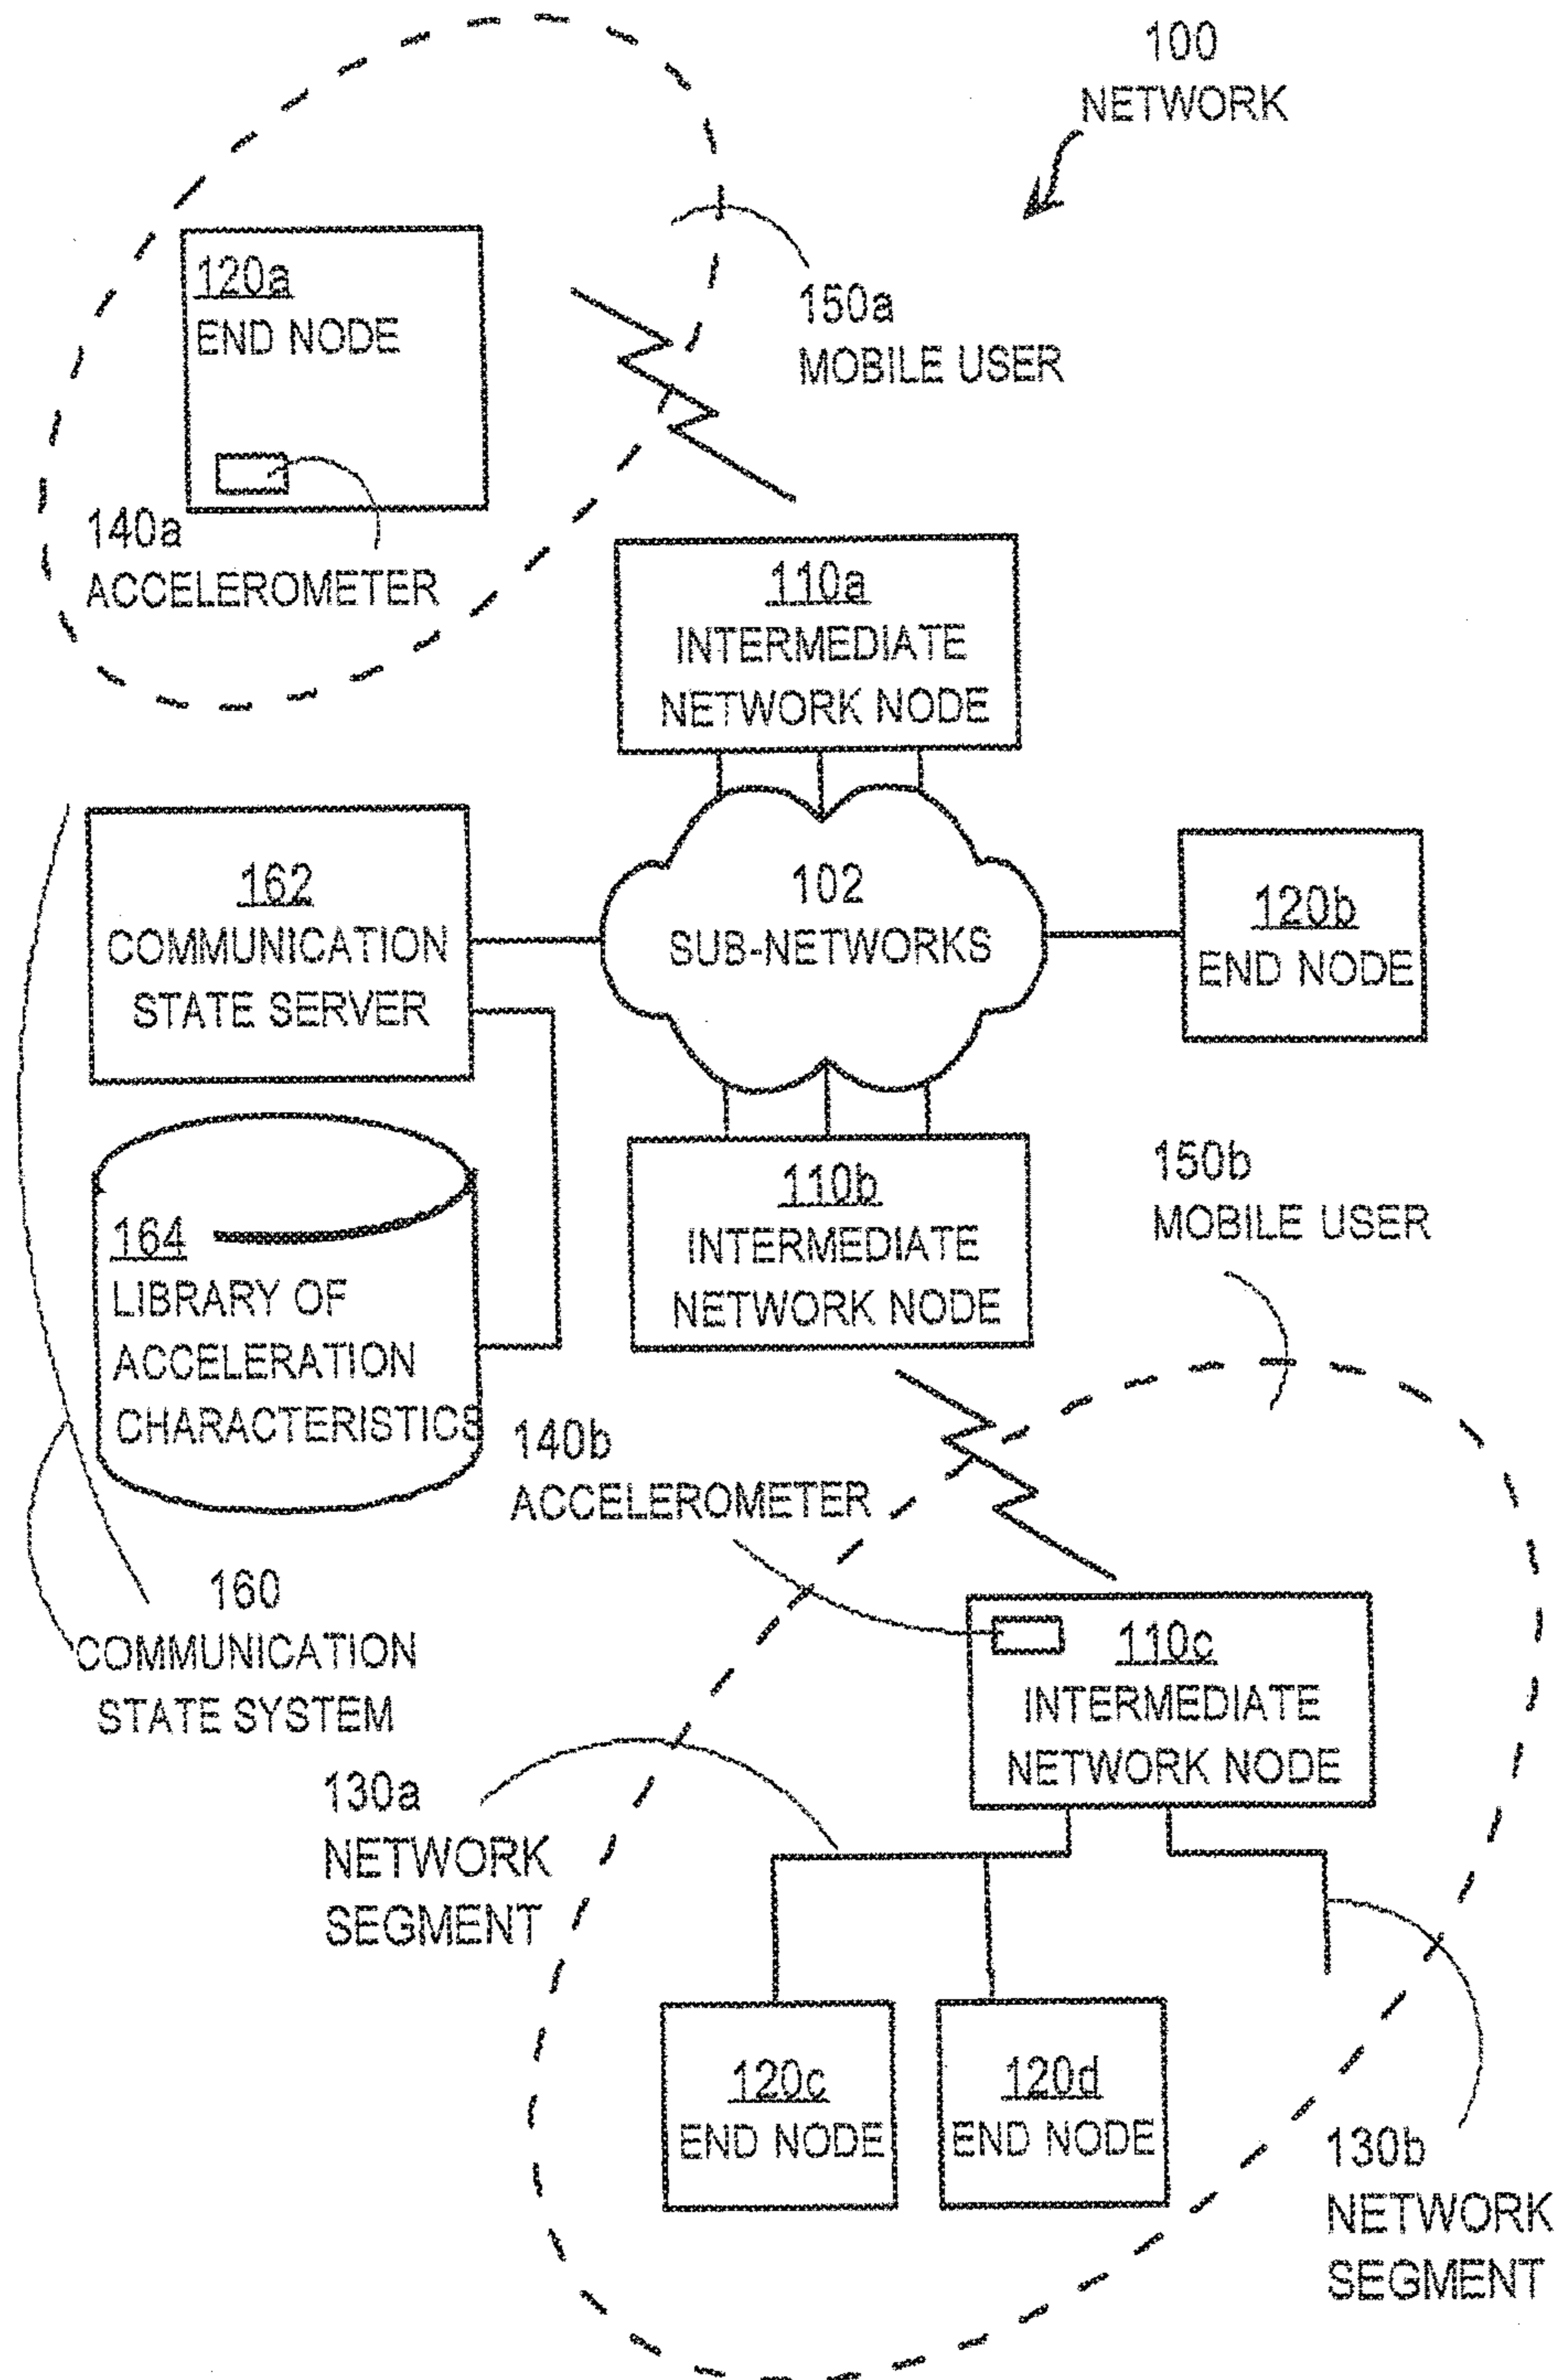 100
NETWORK
120a
END NODE
150a
MOBILE USER
140a
ACCELEROMETER
110a
INTERMEDIATE
NETWORK NODE
162
COMMUNICATION
STATE SERVER
102
SUB-NETWORKS
120b
END NODE
110b
INTERMEDIATE
NETWORK NODE
150b
MOBILE USER
164
LIBRARY OF
ACCELERATION
CHARACTERISTICS
140b
ACCELEROMETER
160
COMMUNICATION
STATE SYSTEM
110c
INTERMEDIATE
NETWORK NODE
130a
NETWORK
SEGMENT
120c
END NODE
120d
END NODE
130b
NETWORK
SEGMENT